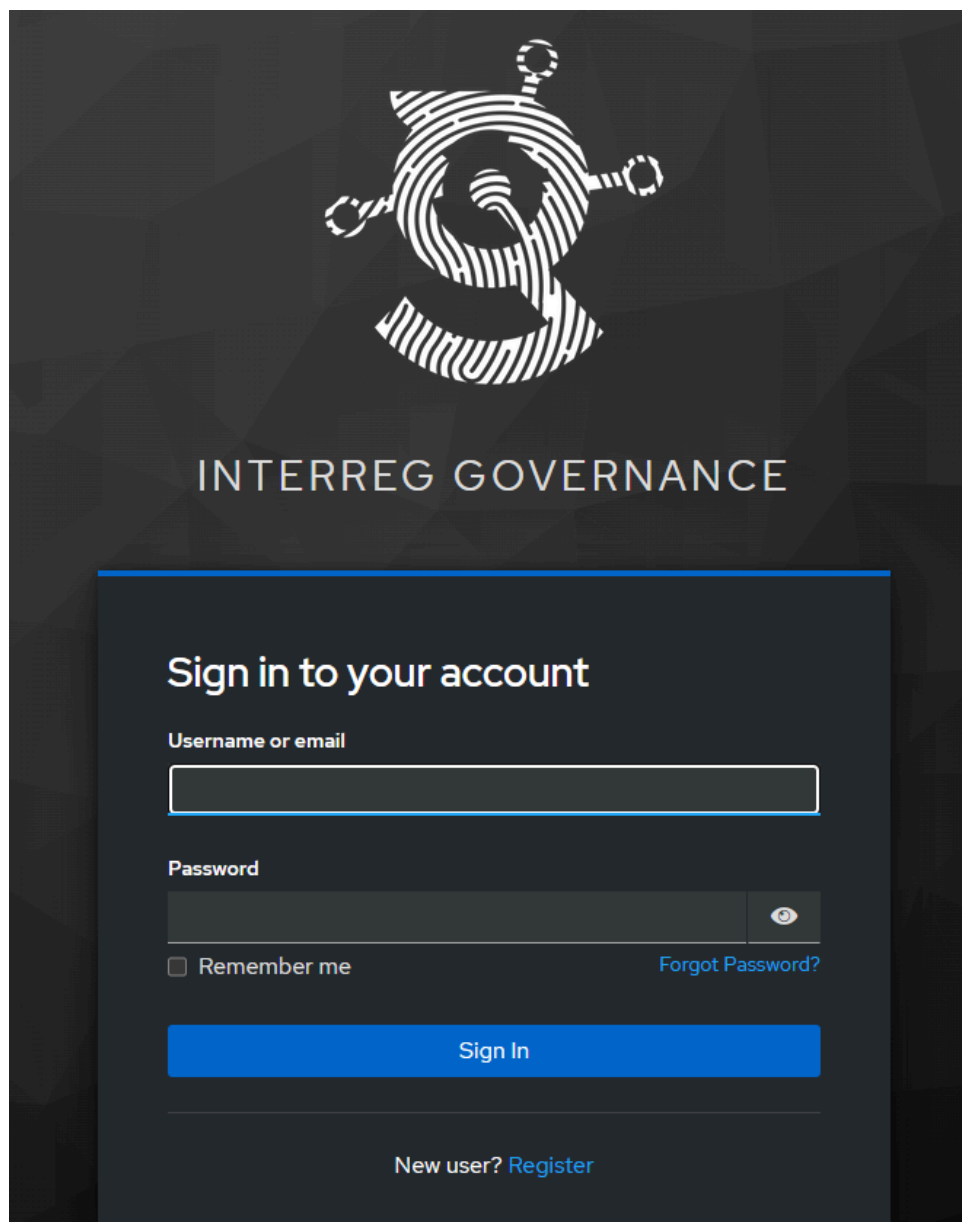 INTERREG GOVERNANCE
Sign in to your account
Username or email
Password
Remember me
Forgot Password?
Sign In
New user? Register